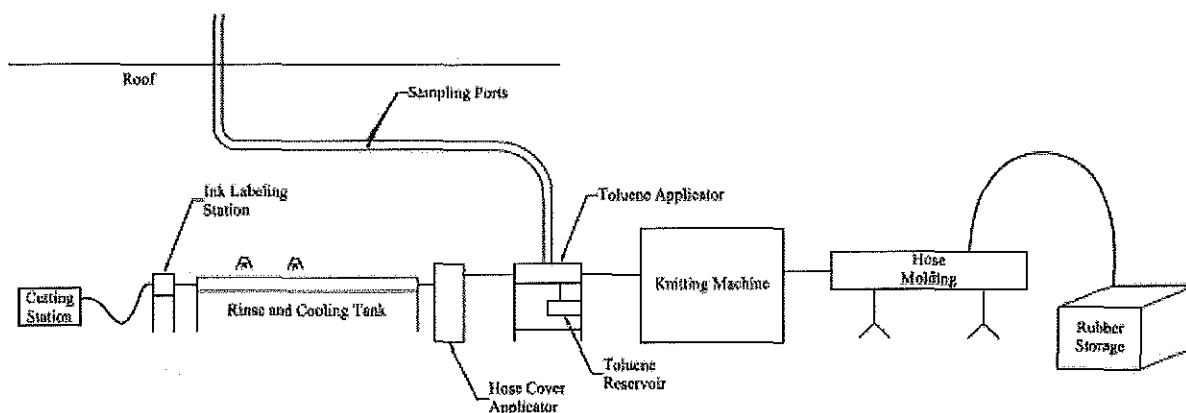 Roof
Sampling Ports
Ink Labeling
Station
Toluene Applicator
Cutting
Station
Rinse and Cooling Tank
Knitting Machine
Hose
Molding
Rubber
Storage
Hose Cover
Applicator
Toluene
Reservoir